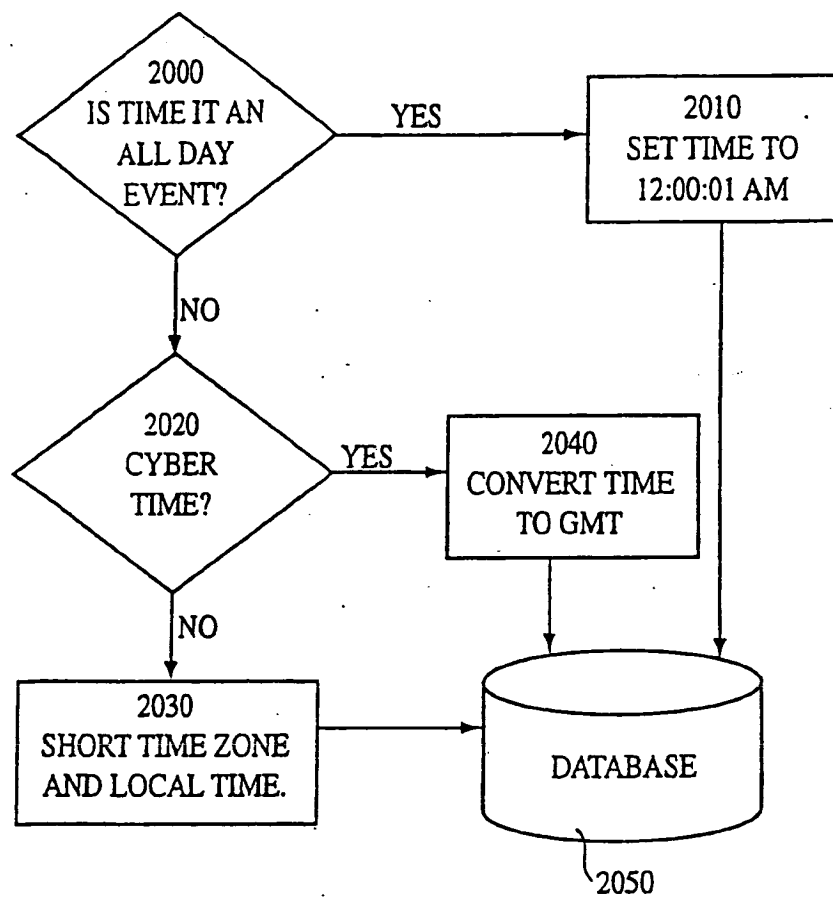 2000
IS TIME IT AN
ALL DAY
EVENT?
YES
2010
SET TIME TO
12:00:01 AM
NO
2020
CYBER
TIME?
YES
2040
CONVERT TIME
TO GMT
NO
2030
SHORT TIME ZONE
AND LOCAL TIME.
DATABASE
2050